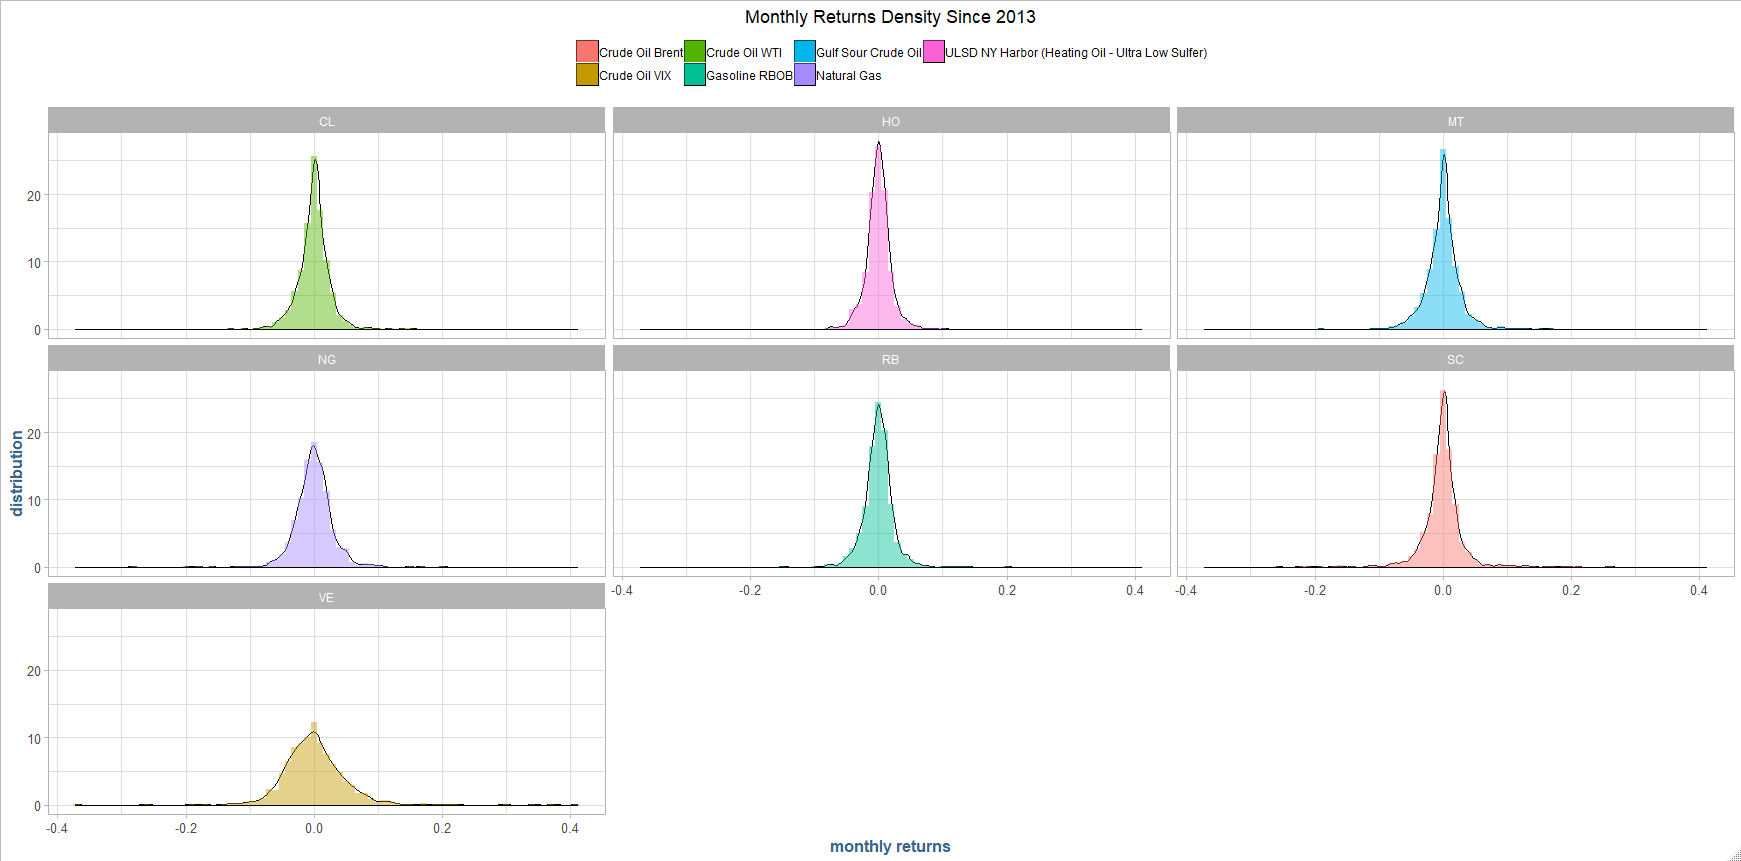 Monthly Returns Density Since 2013
Crude Oil Brent Crude Oil WTI Gulf Sour Crude Oil ULSD NY Harbor (Heating Oil - Ultra Low Sulfer)
Crude Oil VIX Gasoline RBOB Natural Gas
CL HO MT
20
10
0
NG RB SC
20
10
0
-0.4 -0.2 0.0 0.2 0.4 -0.4 -0.2 0.0 0.2 0.4
VE
20
10
0
-0.4 -0.2 0.0 0.2 0.4
distribution
monthly returns